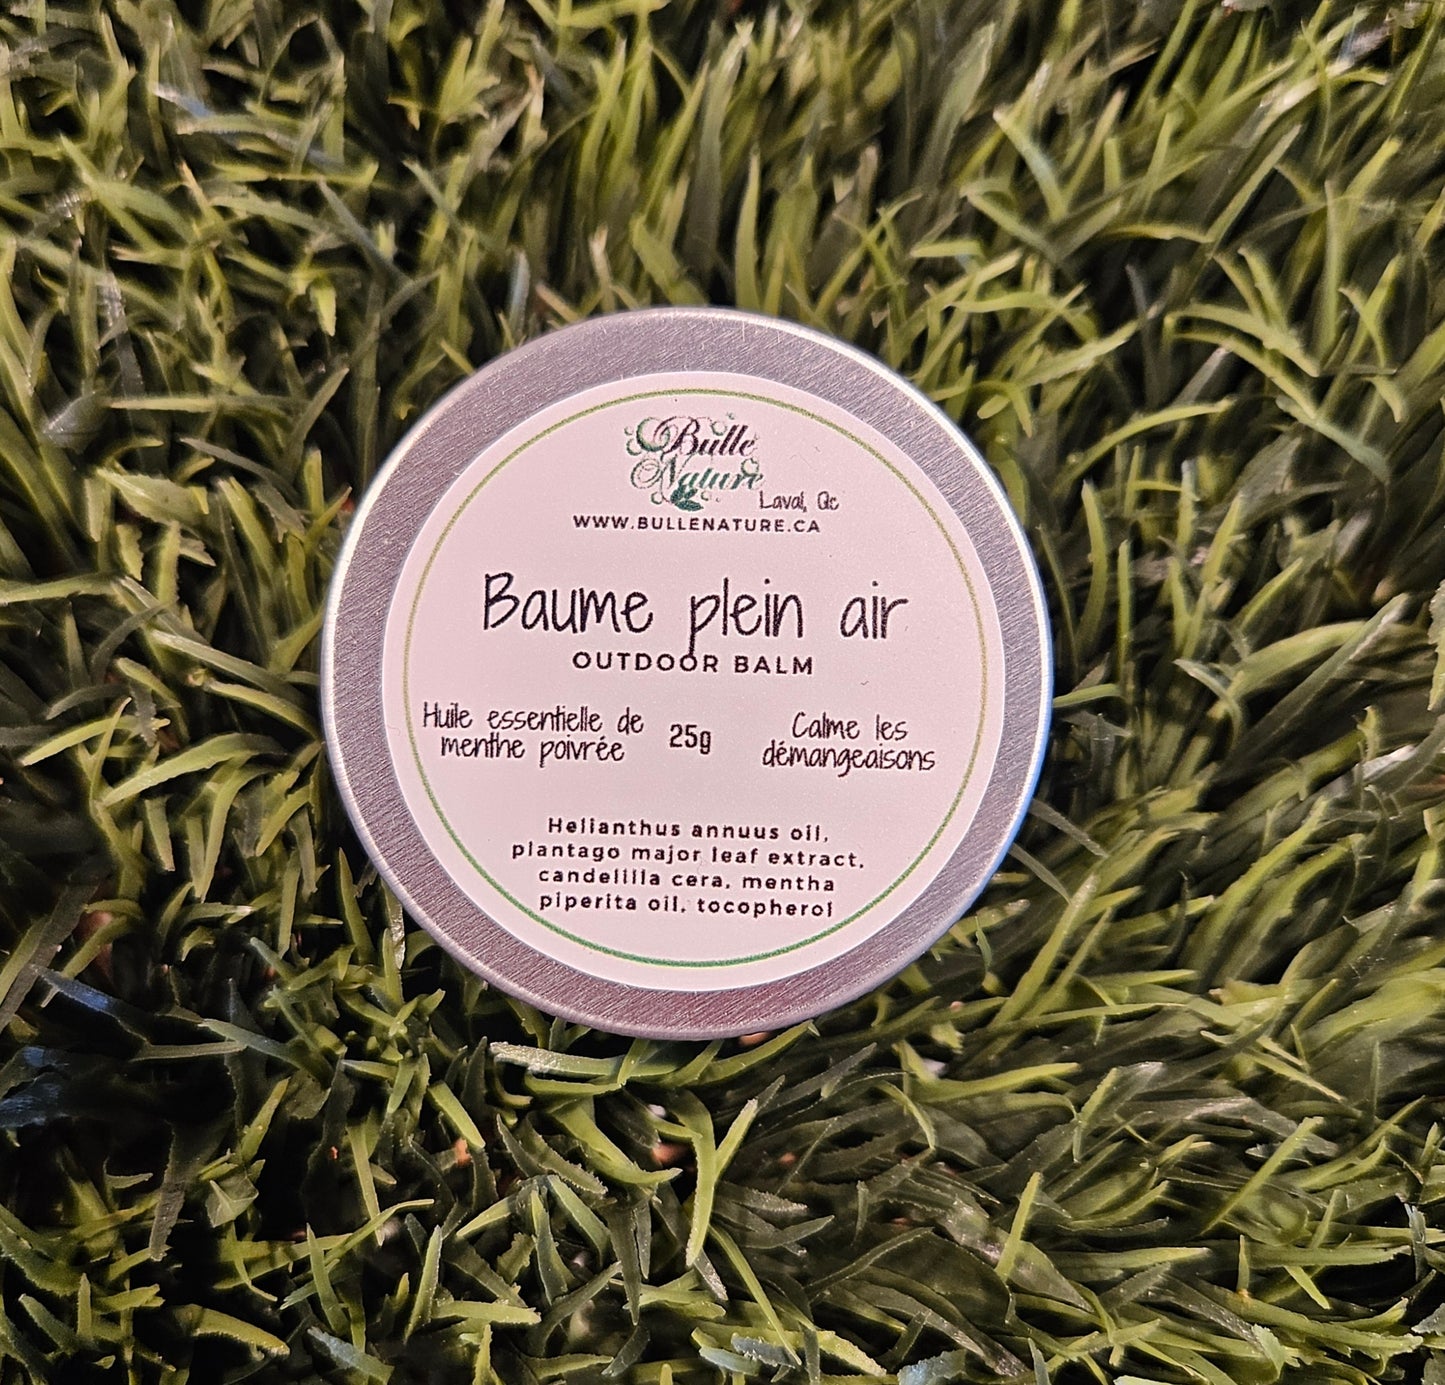 Bulle
Nature
Laval, Qc
WWW.BULLENATURE.CA
Baume plein air
OUTDOOR BALM
Huile essentielle de
menthe poivrée
25g
Calme les
démangeaisons
Helianthus annuus oil,
plantago major leaf extract,
candelilla cera, mentha
piperita oil, tocopherol